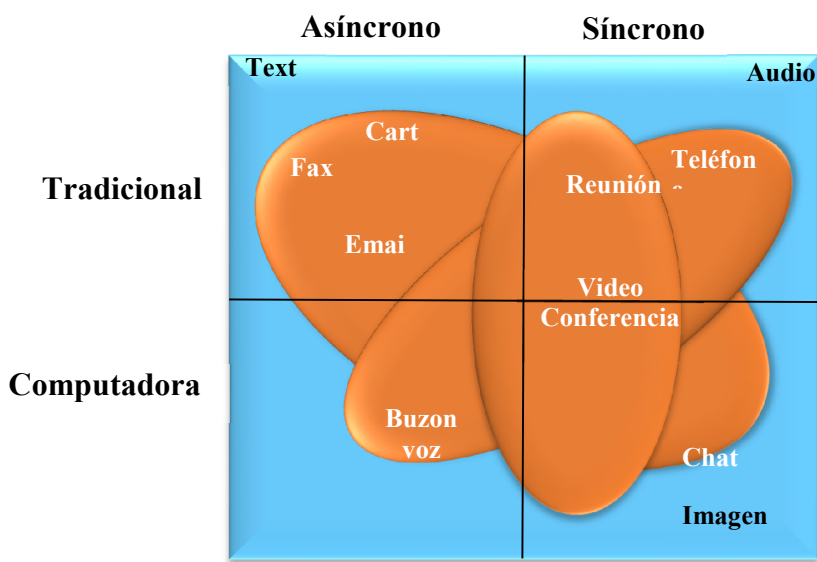 Asíncrono
Síncrono
Text
Audio
Cart
Fax
Teléfon
Tradicional
Reunión
Emai
Video
Conferencia
Computadora
Buzon
voz
Chat
Imagen